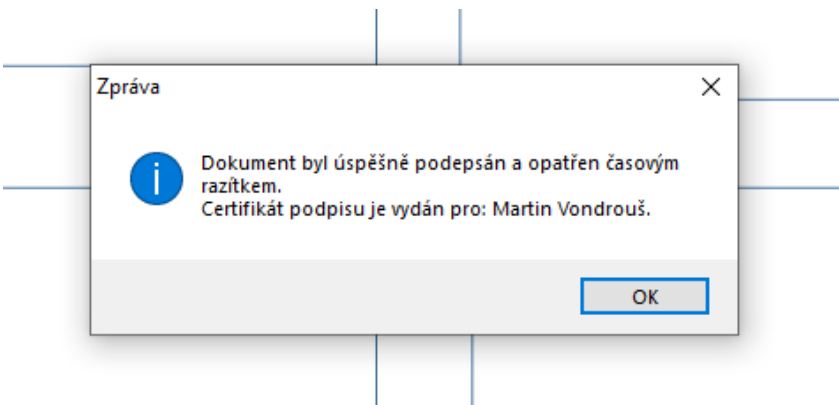 Zpráva
Dokument byl úspěšně podepsán a opatřen časovým
razítkem.
Certifikát podpisu je vydán pro: Martin Vondrouš.
OK